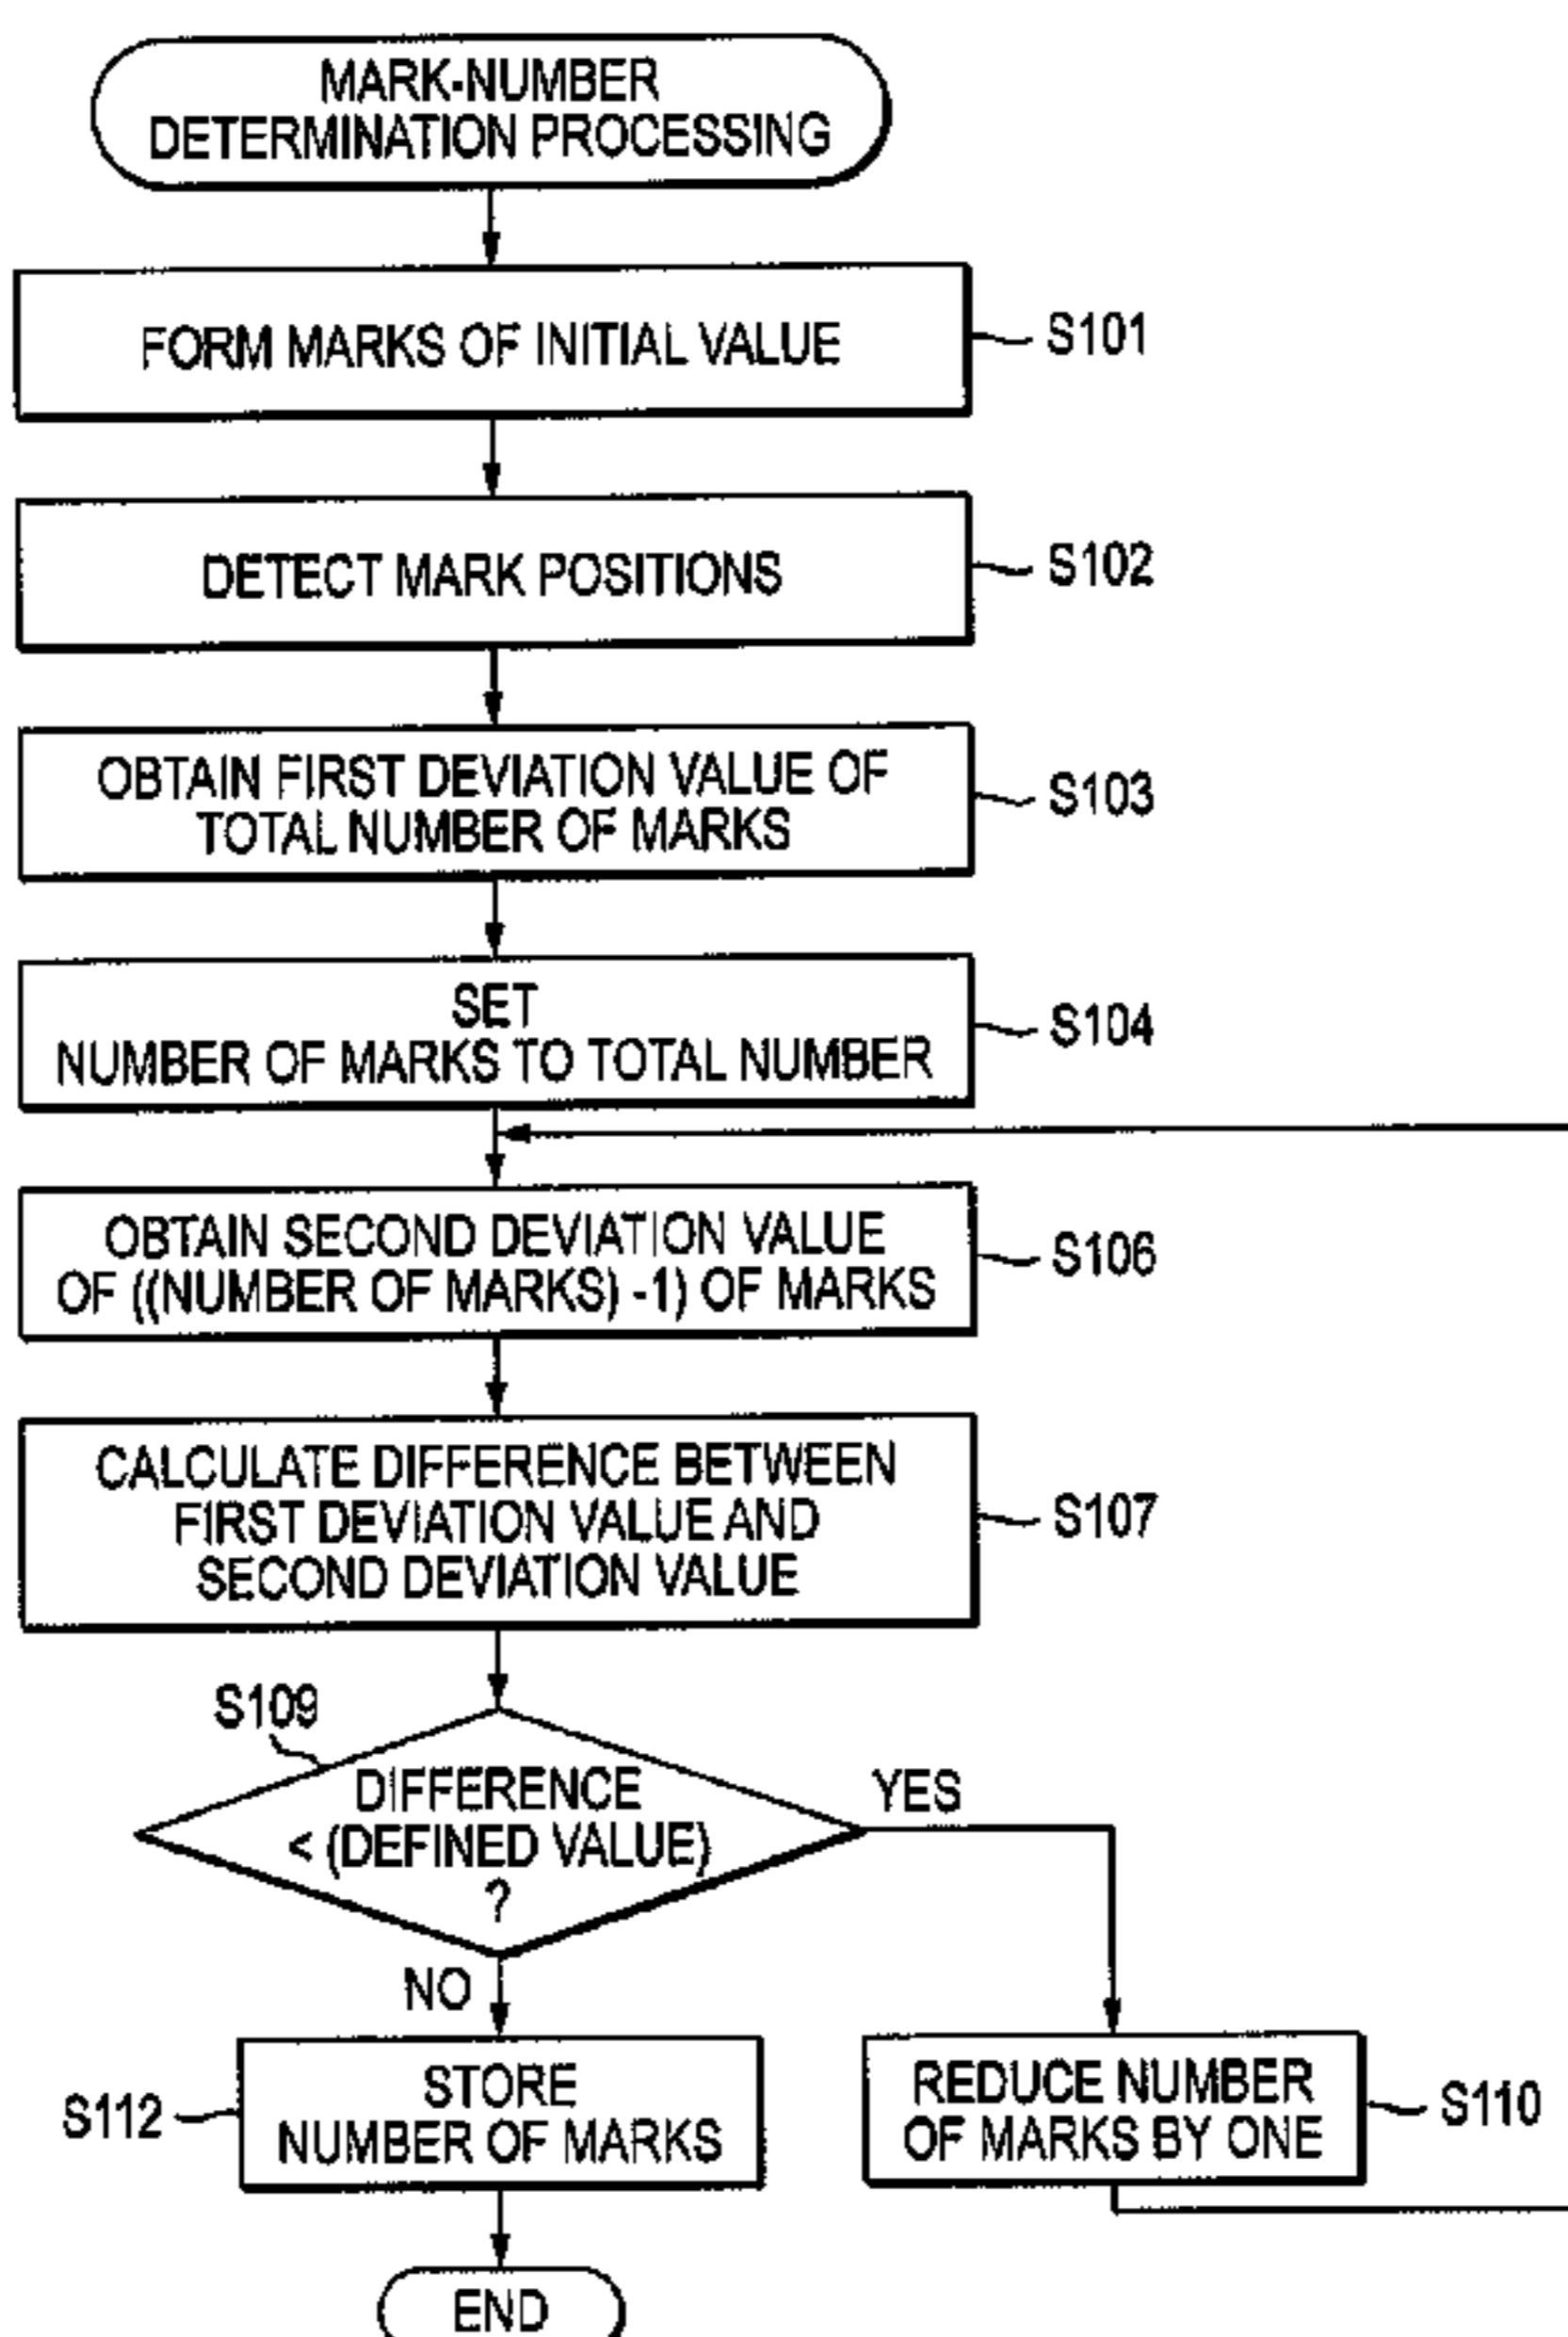 MARK-NUMBER
DETERMINATION PROCESSING
FORM MARKS OF INITIAL VALUE
S101
DETECT MARK POSITIONS
S102
OBTAIN FIRST DEVIATION VALUE OF
TOTAL NUMBER OF MARKS
S103
SET
NUMBER OF MARKS TO TOTAL NUMBER
S104
OBTAIN SECOND DEVIATION VALUE
OF ((NUMBER OF MARKS) -1) OF MARKS
S106
CALCULATE DIFFERENCE BETWEEN
FIRST DEVIATION VALUE AND
SECOND DEVIATION VALUE
S107
S109
DIFFERENCE
< (DEFINED VALUE)
?
YES
NO
STORE
NUMBER OF MARKS
S112
REDUCE NUMBER
OF MARKS BY ONE
S110
END